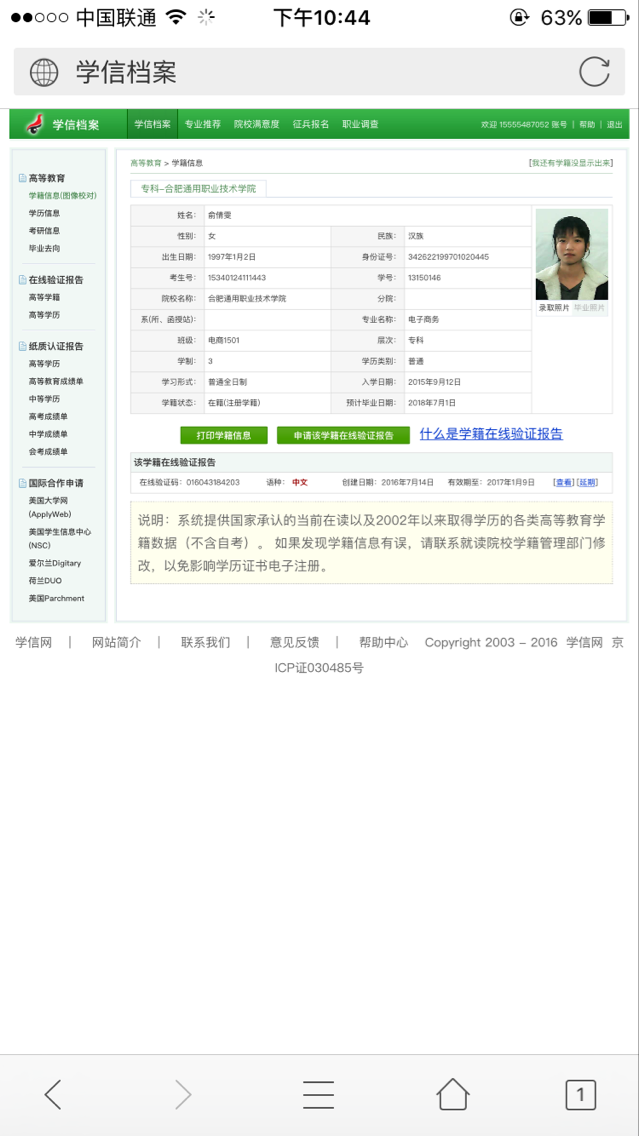 中国联通 下午10:44 63%
学信档案
学信档案 学信档案 专业推荐 院校满意度 征兵报名 职业调查 欢迎 15555487052 账号 | 帮助 | 退出
高等教育
学籍信息(图像校对)
学历信息
考研信息
毕业去向
在线验证报告
高等学籍
高等学历
纸质认证报告
高等学历
高等教育成绩单
中等学历
高考成绩单
中学成绩单
会考成绩单
国际合作申请
美国大学网
(ApplyWeb)
美国学生信息中心
(NSC)
爱尔兰Digitary
荷兰DUO
美国Parchment
高等教育 > 学籍信息 [我还有学籍没显示出来]
专科-合肥通用职业技术学院
姓名: 俞倩雯
性别: 女 民族: 汉族
出生日期: 1997年1月2日 身份证号: 342622199701020445
考生号: 15340124111443 学号: 13150146
院校名称: 合肥通用职业技术学院 分院:
系(所、函授站): 专业名称: 电子商务
班级: 电商1501 层次: 专科
学制: 3 学历类别: 普通
学习形式: 普通全日制 入学日期: 2015年9月12日
学籍状态: 在籍(注册学籍) 预计毕业日期: 2018年7月1日
录取照片 毕业照片
打印学籍信息 申请该学籍在线验证报告 什么是学籍在线验证报告
该学籍在线验证报告
在线验证码: 016043184203 语种: 中文 创建日期: 2016年7月14日 有效期至: 2017年1月9日 [查看] [延期]
说明：系统提供国家承认的当前在读以及2002年以来取得学历的各类高等教育学
籍数据（不含自考）。 如果发现学籍信息有误，请联系就读院校学籍管理部门修
改，以免影响学历证书电子注册。
学信网 | 网站简介 | 联系我们 | 意见反馈 | 帮助中心 Copyright 2003 - 2016 学信网 京
ICP证030485号
1